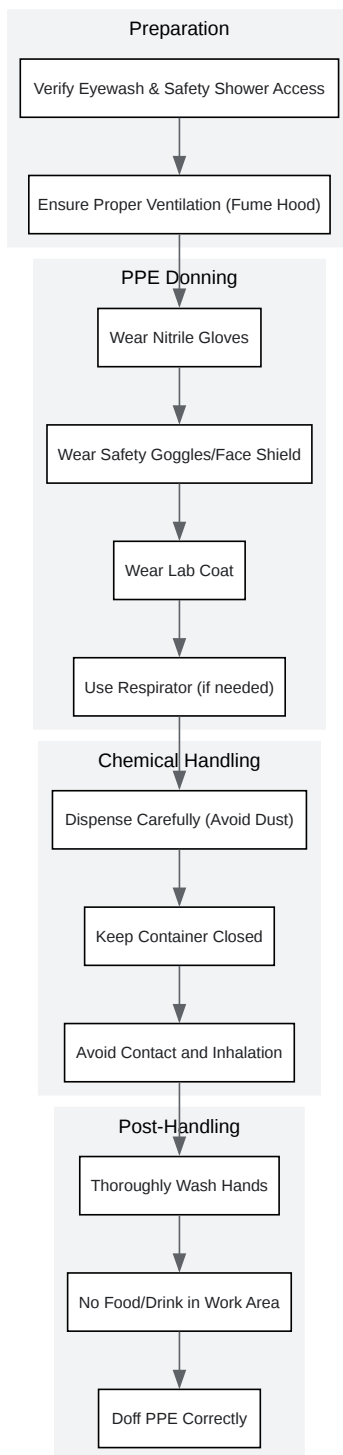 Preparation
Verify Eyewash & Safety Shower Access
Ensure Proper Ventilation (Fume Hood)
PPE Donning
Wear Nitrile Gloves
Wear Safety Goggles/Face Shield
Wear Lab Coat
Use Respirator (if needed)
Chemical Handling
Dispense Carefully (Avoid Dust)
Keep Container Closed
Avoid Contact and Inhalation
Post-Handling
Thoroughly Wash Hands
No Food/Drink in Work Area
Doff PPE Correctly